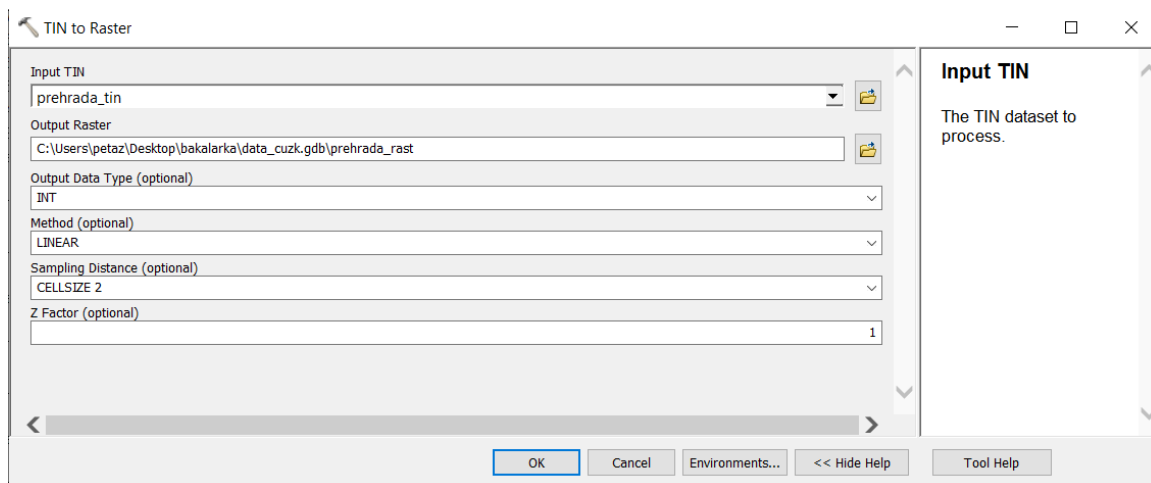 TIN to Raster
Input TIN
prehrada_tin
Output Raster
C:\Users\petaz\Desktop\bakalarka\data_cuzk.gdb\prehrada_rast
Output Data Type (optional)
INT
Method (optional)
LINEAR
Sampling Distance (optional)
CELLSIZE 2
Z Factor (optional)
1
Input TIN
The TIN dataset to
process.
OK
Cancel
Environments...
<< Hide Help
Tool Help